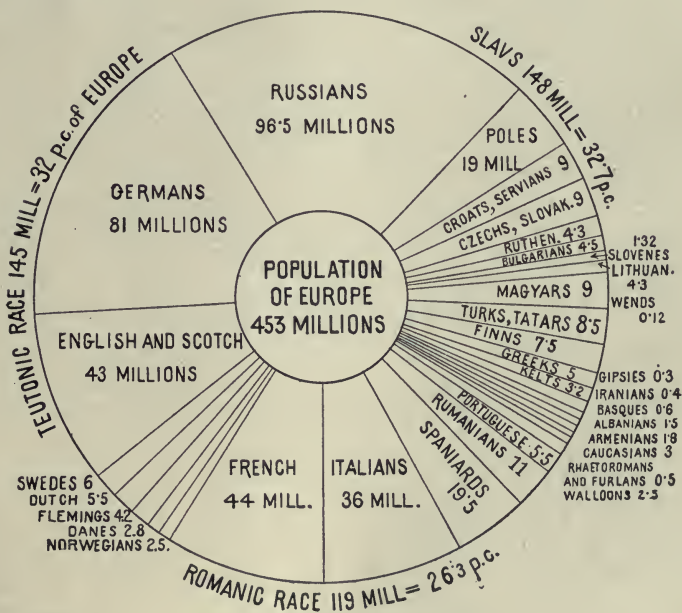 SLAVS 148 MILL = 32·7 p.c.
TEUTONIC RACE 145 MILL = 32 p.c. of EUROPE
ROMANIC RACE 119 MILL = 26·3 p.c.
POPULATION
OF EUROPE
453 MILLIONS
RUSSIANS
96·5 MILLIONS
POLES
19 MILL
CROATS, SERVIANS 9
CZECHS, SLOVAK. 9
RUTHEN. 4·3
BULGARIANS 4·5
1·32
SLOVENES
LITHUAN.
4·3
WENDS
0·12
MAGYARS 9
TURKS, TATARS 8·5
FINNS 7·5
GREEKS 5
KELTS 3·2
GIPSIES 0·3
IRANIANS 0·4
BASQUES 0·6
ALBANIANS 1·5
ARMENIANS 1·8
CAUCASIANS 3
RHAETOROMANS
AND FURLANS 0·5
WALLOONS 2·5
PORTUGUESE 5·5
RUMANIANS 11
SPANIARDS
19·5
ITALIANS
36 MILL.
FRENCH
44 MILL.
NORWEGIANS 2·5.
DANES 2·8
FLEMINGS 4·2
DUTCH 5·5
SWEDES 6
ENGLISH AND SCOTCH
43 MILLIONS
GERMANS
81 MILLIONS